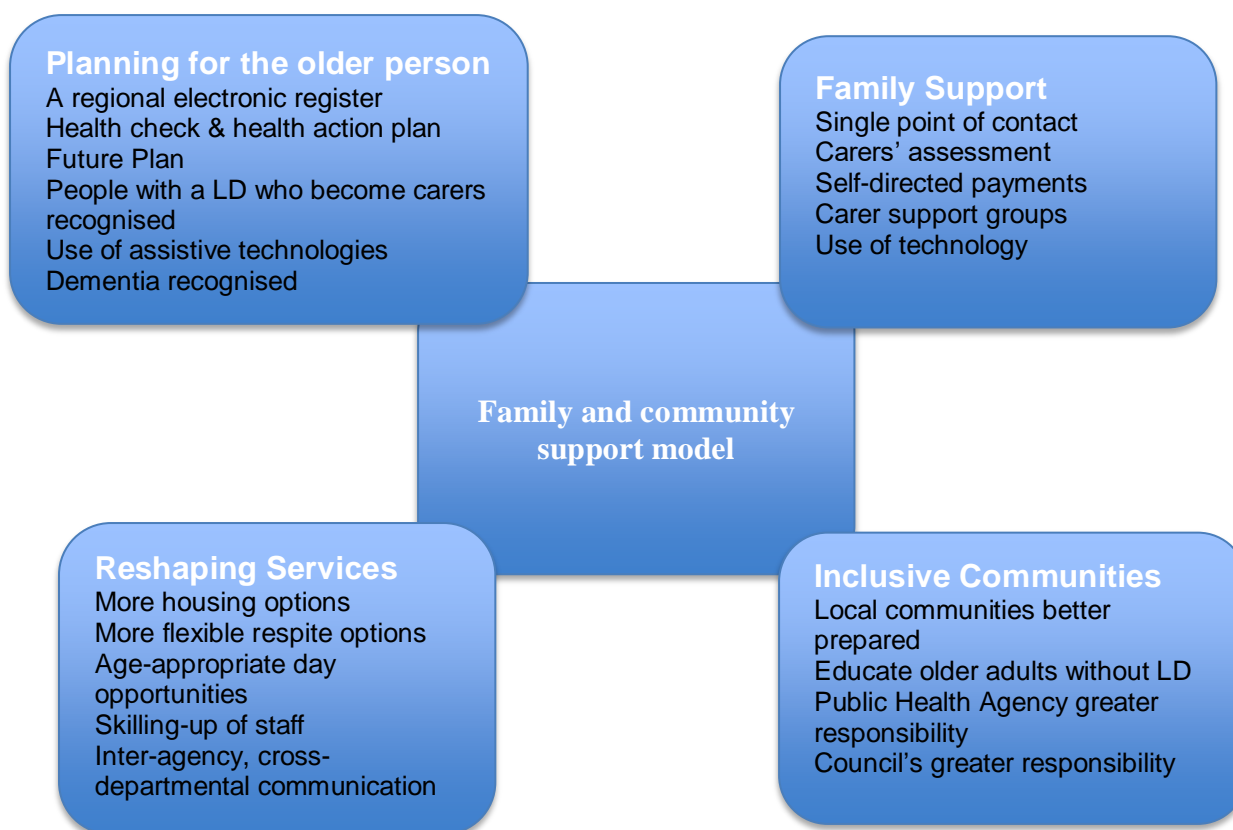 Planning for the older person
A regional electronic register
Health check & health action plan
Future Plan
People with a LD who become carers
recognised
Use of assistive technologies
Dementia recognised
Family Support
Single point of contact
Carers’ assessment
Self-directed payments
Carer support groups
Use of technology
Family and community
support model
Reshaping Services
More housing options
More flexible respite options
Age-appropriate day
opportunities
Skilling-up of staff
Inter-agency, cross-
departmental communication
Inclusive Communities
Local communities better
prepared
Educate older adults without LD
Public Health Agency greater
responsibility
Council’s greater responsibility